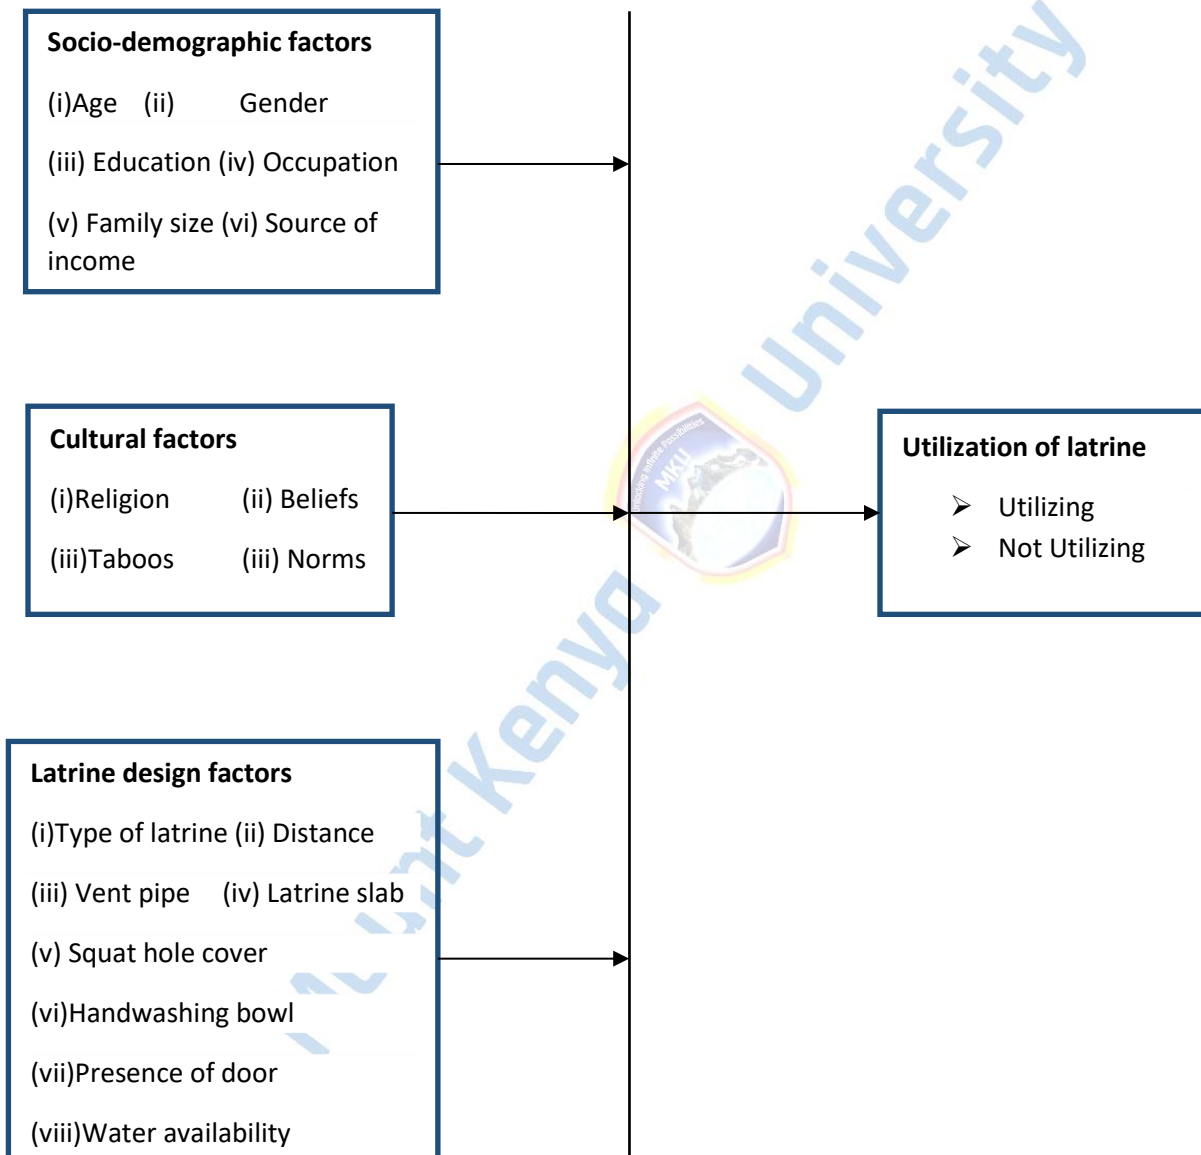 Socio-demographic factors
(i)Age (ii) Gender
(iii) Education (iv) Occupation
(v) Family size (vi) Source of
income
Cultural factors
(i)Religion (ii) Beliefs
(iii)Taboos (iii) Norms
Utilization of latrine
➢ Utilizing
➢ Not Utilizing
Latrine design factors
(i)Type of latrine (ii) Distance
(iii) Vent pipe (iv) Latrine slab
(v) Squat hole cover
(vi)Handwashing bowl
(vii)Presence of door
(viii)Water availability
Kenya University
Unlocking Infinite Possibilities
MKU